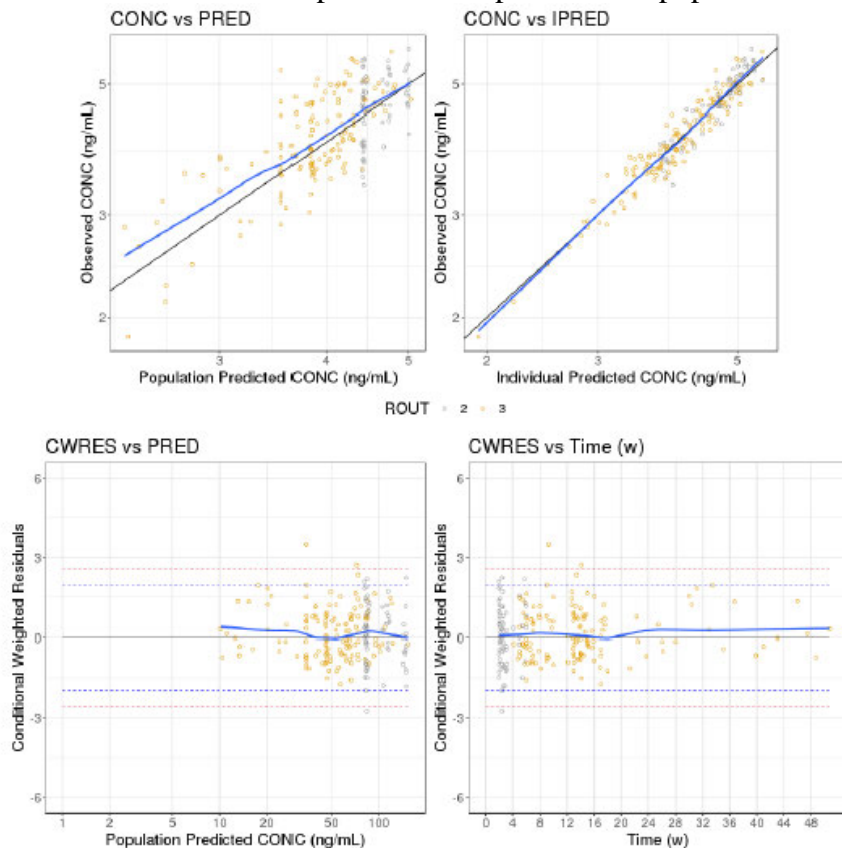 CONC vs PRED
CONC vs IPRED
Observed CONC (ng/mL)
5
3
2
3
4
5
Population Predicted CONC (ng/mL)
Observed CONC (ng/mL)
5
3
2
2
3
5
Individual Predicted CONC (ng/mL)
ROUT 2 3
CWRES vs PRED
Conditional Weighted Residuals
6
3
0
-3
-6
1 2 10 20 100
Population Predicted CONC (ng/mL)
CWRES vs Time (w)
Conditional Weighted Residuals
6
3
0
-3
-6
0 4 8 12 16 20 24 28 32 36 40 44 48
Time (w)